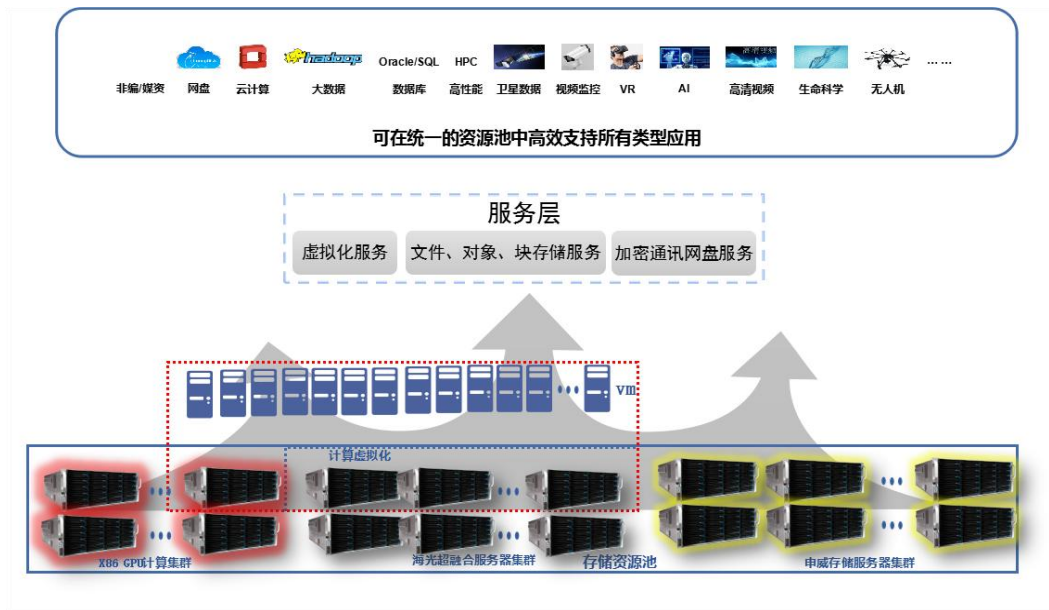 hadoop
Oracle/SQL HPC
... ...
非编/媒资 网盘 云计算 大数据 数据库 高性能 卫星数据 视频监控 VR AI 高清视频 生命科学 无人机
可在统一的资源池中高效支持所有类型应用
服务层
虚拟化服务 文件、对象、块存储服务 加密通讯网盘服务
VM
计算虚拟化
X86 GPU计算集群 海光超融合服务器集群 存储资源池 申威存储服务器集群